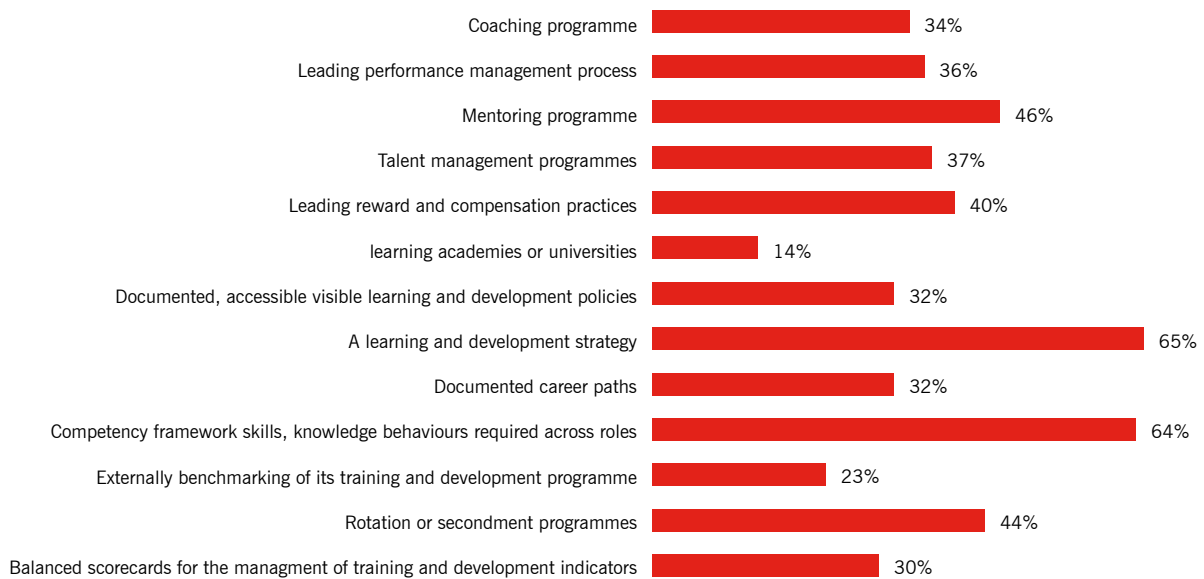 Coaching programme 34%
Leading performance management process 36%
Mentoring programme 46%
Talent management programmes 37%
Leading reward and compensation practices 40%
learning academies or universities 14%
Documented, accessible visible learning and development policies 32%
A learning and development strategy 65%
Documented career paths 32%
Competency framework skills, knowledge behaviours required across roles 64%
Externally benchmarking of its training and development programme 23%
Rotation or secondment programmes 44%
Balanced scorecards for the managment of training and development indicators 30%